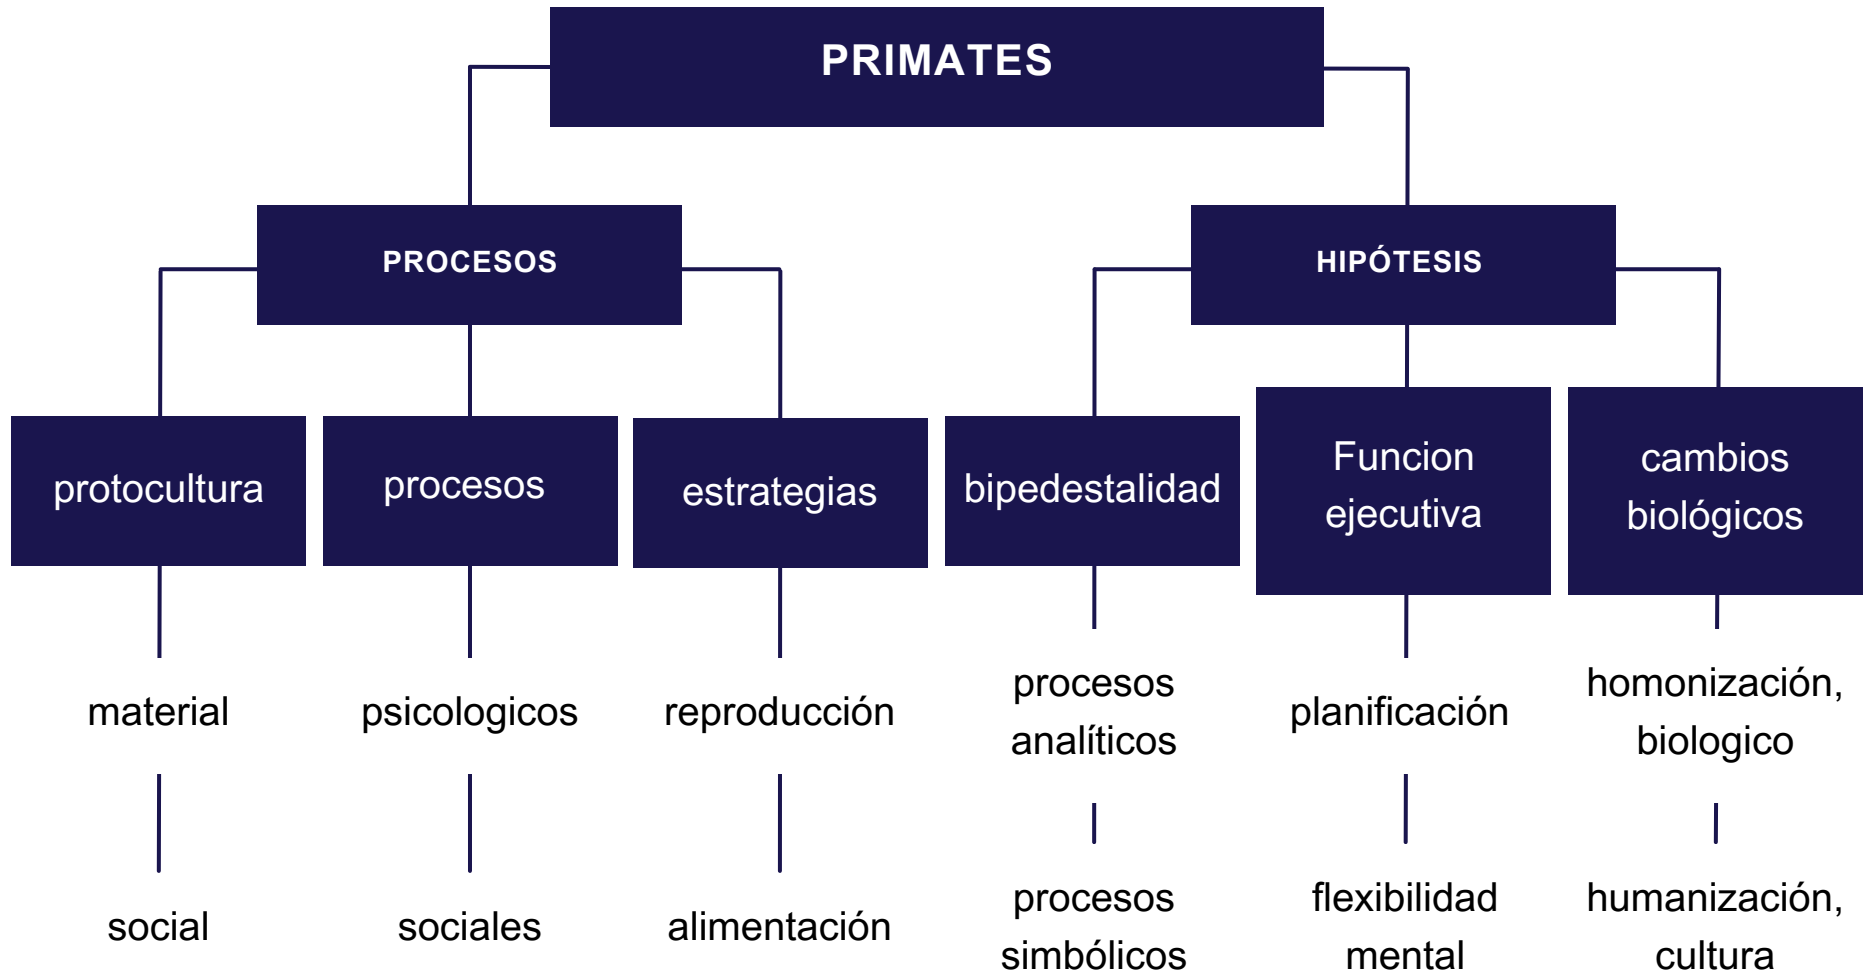 PRIMATES
PROCESOS
HIPÓTESIS
protocultura
procesos
estrategias
bipedestalidad
Funcion
ejecutiva
cambios
biológicos
material
psicologicos
reproducción
procesos
analíticos
planificación
homonización,
biologico
social
sociales
alimentación
procesos
simbólicos
flexibilidad
mental
humanización,
cultura